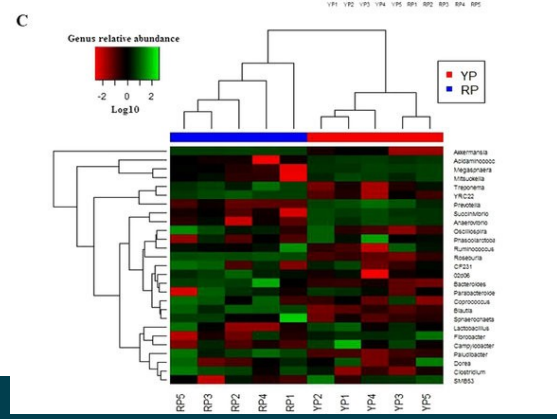 YP1 YP2 YP3 YP4 YP5 RP1 RP2 RP3 RP4 RP5
C
Genus relative abundance
-2 0 2
Log10
YP
RP
Akkermansia
Acidaminococc
Megasphaera
Mitsuokella
Treponema
YRC22
Prevotella
Succinivibrio
Anaerovibrio
Oscillospira
Phascolarctoba
Ruminococcus
Roseburia
CF231
02d06
Bacteroides
Parabacteroide
Coprococcus
Blautia
Sphaerochaeta
Lactobacillus
Fibrobacter
Campylobacter
Paludibacter
Dorea
Clostridium
SMB53
RP5 RP3 RP2 RP4 RP1 YP2 YP1 YP4 YP3 YP5